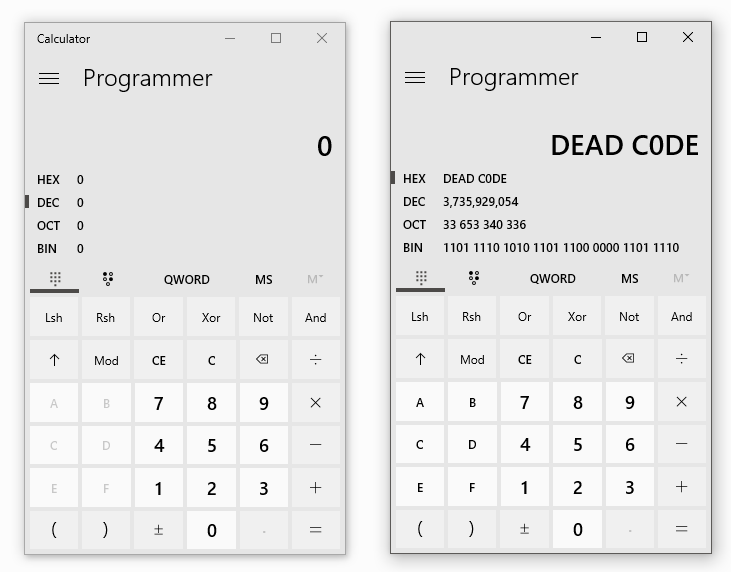 Calculator
Programmer
0
HEX 0
DEC 0
OCT 0
BIN 0
QWORD MS M˅
Lsh Rsh Or Xor Not And
↑ Mod CE C ⌫ ÷
A B 7 8 9 ×
C D 4 5 6 −
E F 1 2 3 +
( ) ± 0 . =
Programmer
DEAD C0DE
HEX DEAD C0DE
DEC 3,735,929,054
OCT 33 653 340 336
BIN 1101 1110 1010 1101 1100 0000 1101 1110
QWORD MS M˅
Lsh Rsh Or Xor Not And
↑ Mod CE C ⌫ ÷
A B 7 8 9 ×
C D 4 5 6 −
E F 1 2 3 +
( ) ± 0 . =